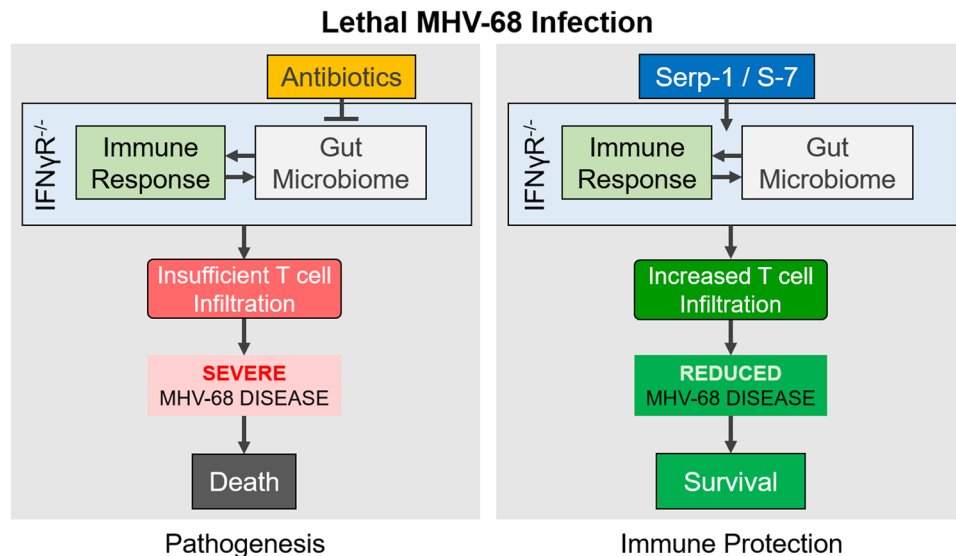 Lethal MHV-68 Infection
Antibiotics
IFNγR-/-
Immune
Response
Gut
Microbiome
Insufficient T cell
Infiltration
SEVERE
MHV-68 DISEASE
Death
Pathogenesis
Serp-1 / S-7
IFNγR-/-
Immune
Response
Gut
Microbiome
Increased T cell
Infiltration
REDUCED
MHV-68 DISEASE
Survival
Immune Protection